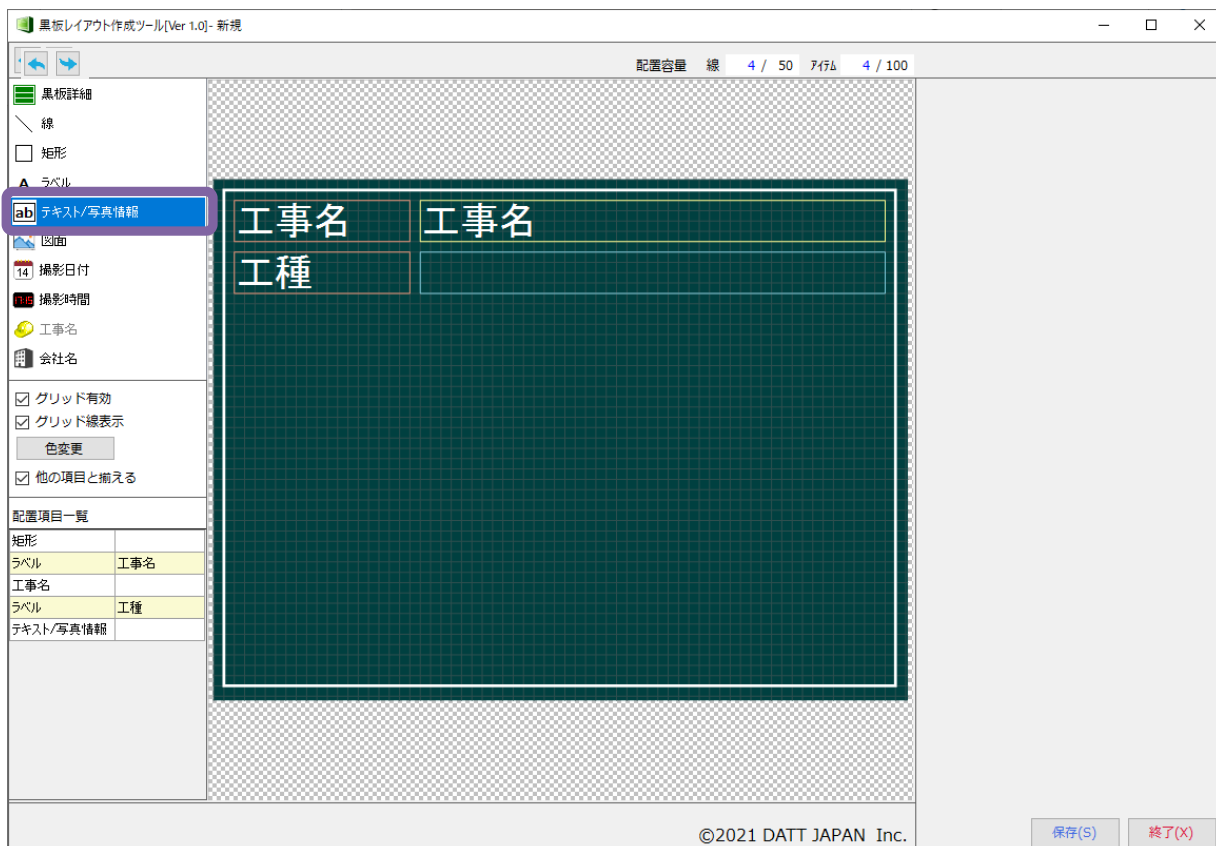 黒板レイアウト作成ツール[Ver 1.0]- 新規
配置容量 線 4 / 50 ｱｲﾃﾑ 4 / 100
黒板詳細
線
矩形
A ラベル
ab テキスト/写真情報
図面
14 撮影日付
17:15 撮影時間
工事名
会社名
グリッド有効
グリッド線表示
色変更
他の項目と揃える
配置項目一覧
矩形
ラベル 工事名
工事名
ラベル 工種
テキスト/写真情報
工事名 工事名
工種
©2021 DATT JAPAN Inc.
保存(S) 終了(X)